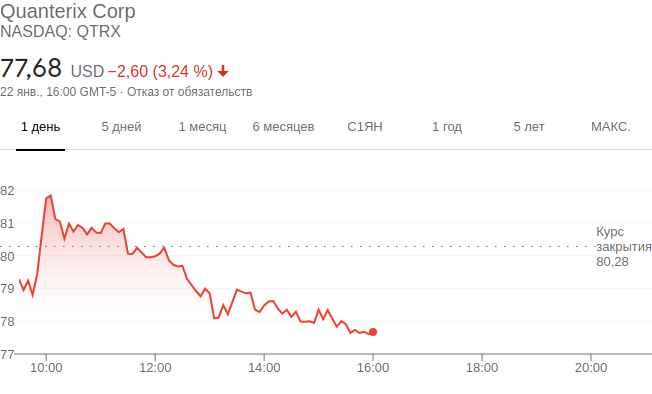 Quanterix Corp
NASDAQ: QTRX
77,68 USD −2,60 (3,24 %)
22 янв., 16:00 GMT-5 · Отказ от обязательств
1 день 5 дней 1 месяц 6 месяцев С1ЯН 1 год 5 лет МАКС.
82
81
Курс
закрытия
80,28
80
79
78
77
10:00 12:00 14:00 16:00 18:00 20:00